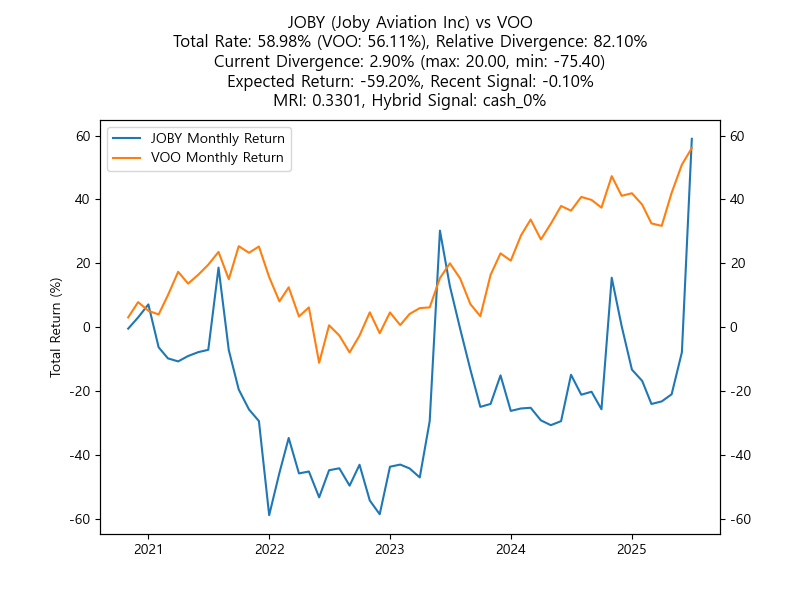 JOBY (Joby Aviation Inc) vs VOO
Total Rate: 58.98% (VOO: 56.11%), Relative Divergence: 82.10%
Current Divergence: 2.90% (max: 20.00, min: -75.40)
Expected Return: -59.20%, Recent Signal: -0.10%
MRI: 0.3301, Hybrid Signal: cash_0%
JOBY Monthly Return
VOO Monthly Return
Total Return (%)
60
40
20
0
-20
-40
-60
60
40
20
0
-20
-40
-60
2021 2022 2023 2024 2025